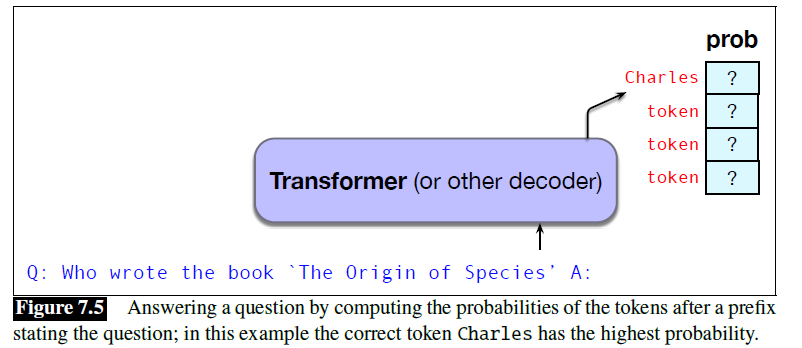 prob
Charles ?
token ?
token ?
token ?
Transformer (or other decoder)
Q: Who wrote the book `The Origin of Species’ A:
Figure 7.5 Answering a question by computing the probabilities of the tokens after a prefix
stating the question; in this example the correct token Charles has the highest probability.